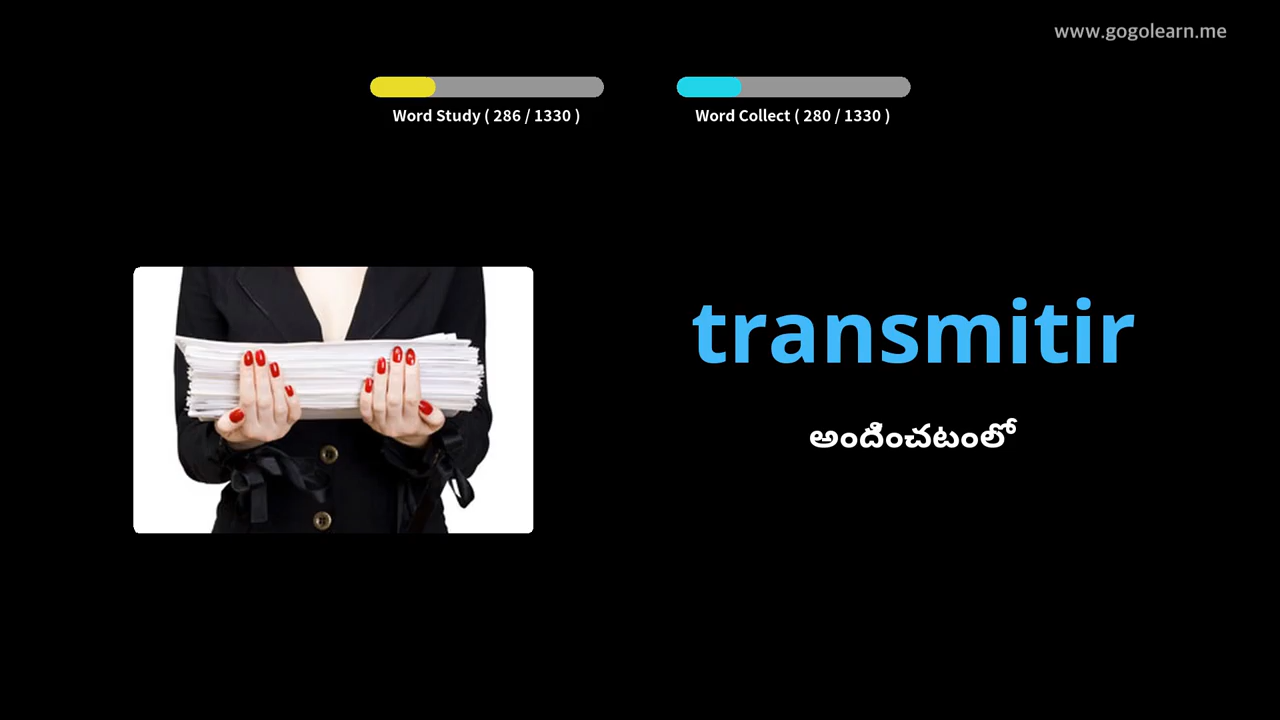 www.gogolearn.me
Word Study ( 286 / 1330 )
Word Collect ( 280 / 1330 )
transmitir
అందించటంలో